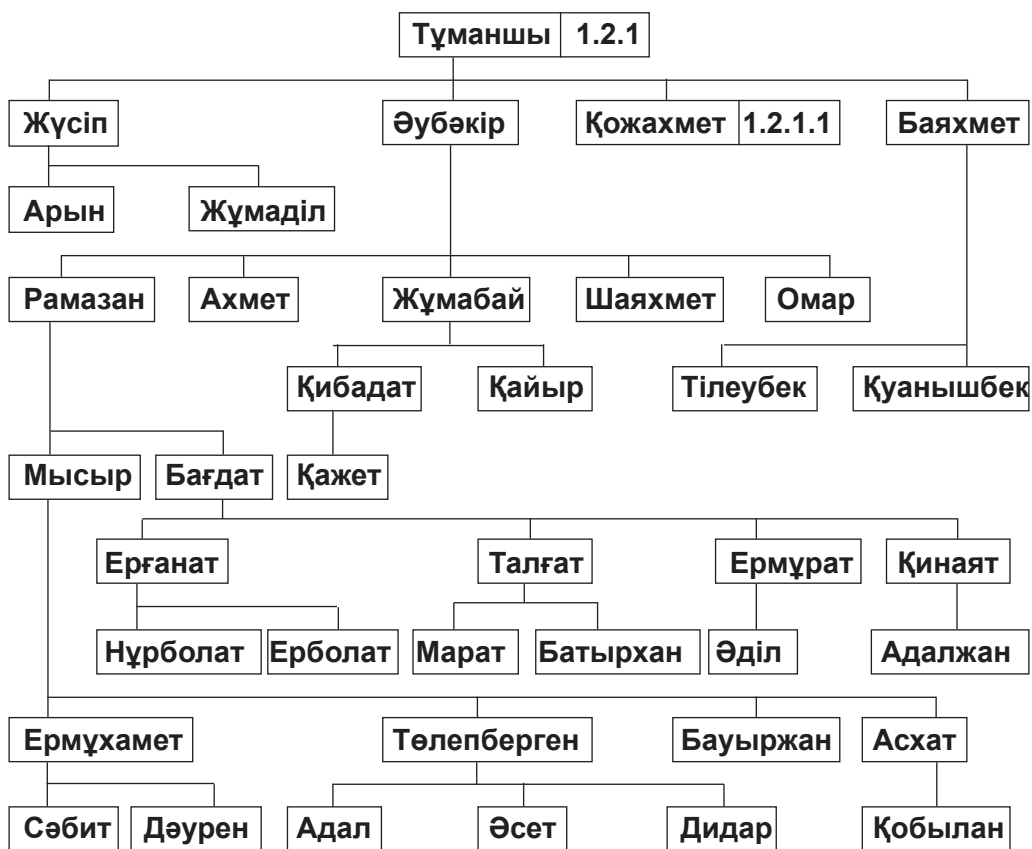 Тұманшы 1.2.1
Жүсіп Әубәкір Қожахмет 1.2.1.1 Баяхмет
Арын Жұмаділ
Рамазан Ахмет Жұмабай Шаяхмет Омар
Қибадат Қайыр Тілеубек Қуанышбек
Мысыр Бағдат Қажет
Ерғанат Талғат Ермұрат Қинаят
Нұрболат Ерболат Марат Батырхан Әділ Адалжан
Ермұхамет Төлепберген Бауыржан Асхат
Сәбит Дәурен Адал Әсет Дидар Қобылан